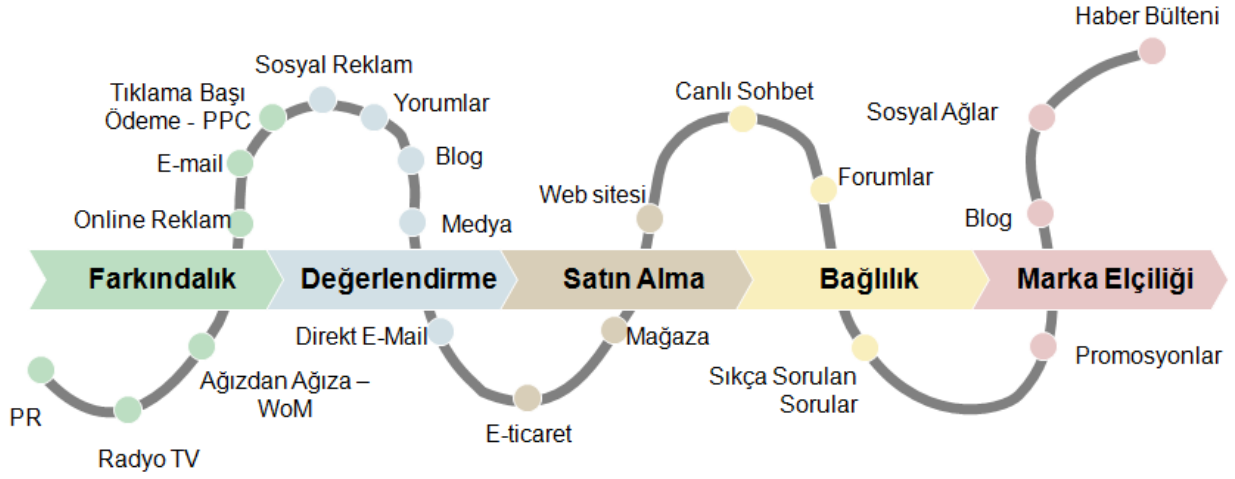 Haber Bülteni
Sosyal Reklam
Tıklama Başı
Ödeme - PPC
Yorumlar
Canlı Sohbet
Sosyal Ağlar
E-mail
Blog
Forumlar
Web sitesi
Online Reklam
Medya
Blog
Farkındalık
Değerlendirme
Satın Alma
Bağlılık
Marka Elçiliği
Direkt E-Mail
Mağaza
Promosyonlar
Ağızdan Ağıza –
WoM
Sıkça Sorulan
Sorular
PR
E-ticaret
Radyo TV